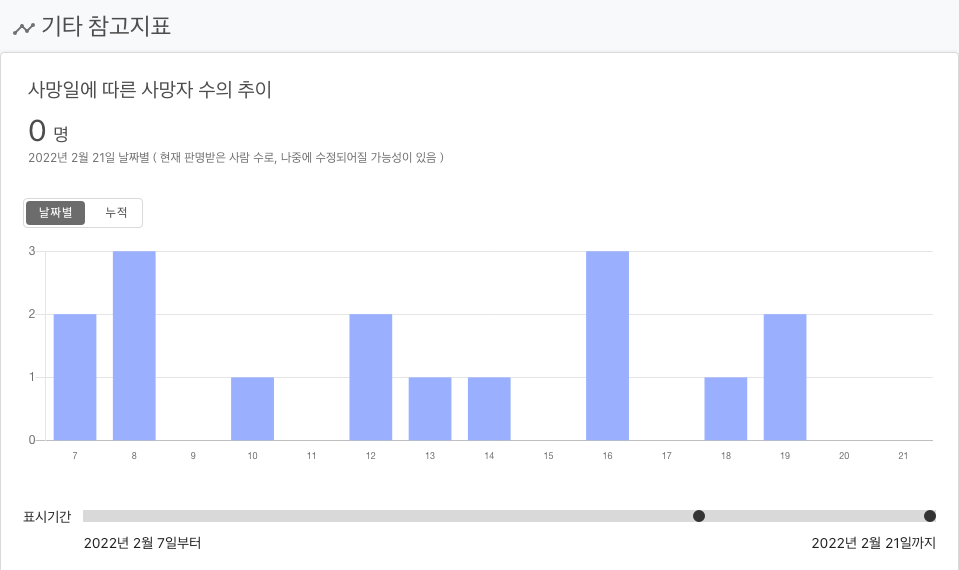 기타 참고지표
사망일에 따른 사망자 수의 추이
0 명
2022년 2월 21일 날짜별 ( 현재 판명받은 사람 수로, 나중에 수정되어질 가능성이 있음 )
날짜별 누적
3
2
1
0
7 8 9 10 11 12 13 14 15 16 17 18 19 20 21
표시기간
2022년 2월 7일부터 2022년 2월 21일까지